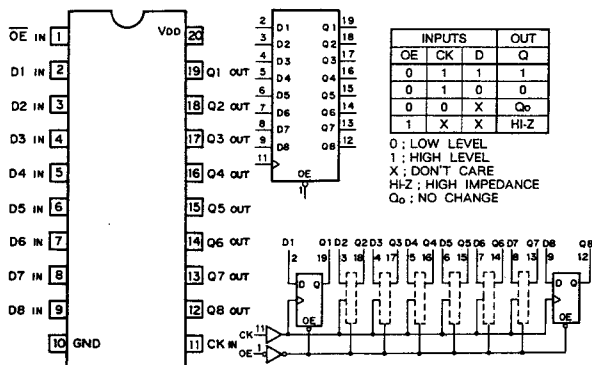 OE IN 1
VDD 20
D1 IN 2
19 Q1 OUT
D2 IN 3
18 Q2 OUT
D3 IN 4
17 Q3 OUT
D4 IN 5
16 Q4 OUT
D5 IN 6
15 Q5 OUT
D6 IN 7
14 Q6 OUT
D7 IN 8
13 Q7 OUT
D8 IN 9
12 Q8 OUT
10 GND
11 CK IN
2 D1 Q1 19
3 D2 Q2 18
4 D3 Q3 17
5 D4 Q4 16
6 D5 Q5 15
7 D6 Q6 14
8 D7 Q7 13
9 D8 Q8 12
11
OE
1
INPUTS OUT
OE CK D Q
0 1 1 1
0 1 0 0
0 0 X Qo
1 X X HI-Z
0 ; LOW LEVEL
1 ; HIGH LEVEL
X ; DON'T CARE
HI-Z ; HIGH IMPEDANCE
Qo ; NO CHANGE
D1 Q1 D2 Q2 D3 Q3 D4 Q4 D5 Q5 D6 Q6 D7 Q7 D8 Q8
2 19 3 18 4 17 5 16 6 15 7 14 8 13 9 12
D Q D Q
OE OE
CK 11
OE 1